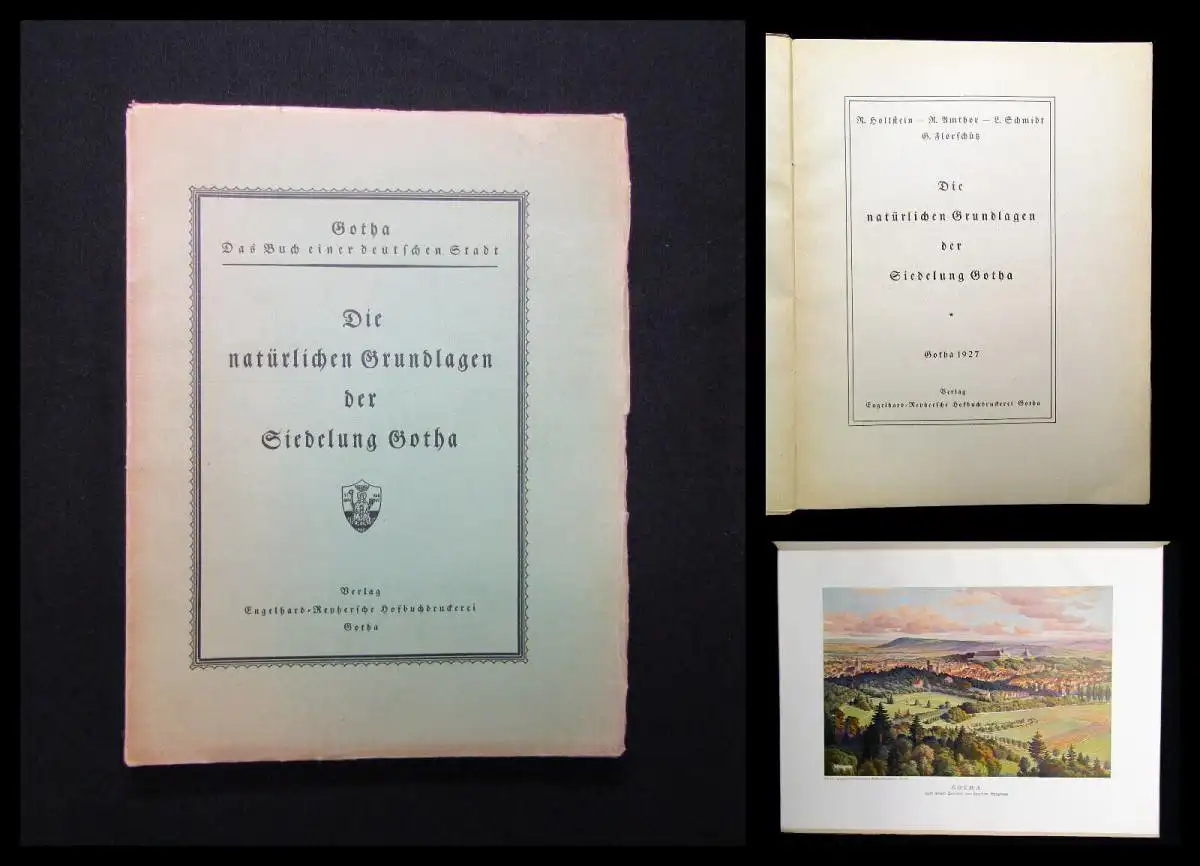 Gotha
Das Buch einer deutschen Stadt
Die
natürlichen Grundlagen
der
Siedelung Gotha
Verlag
Engelhard-Reyhersche Hofbuchdruckerei
Gotha
R. Hollstein – R. Amthor – L. Schmidt
G. Florschütz
Die
natürlichen Grundlagen
der
Siedelung Gotha
*
Gotha 1927
Verlag
Engelhard-Reyhersche Hofbuchdruckerei Gotha
GOTHA